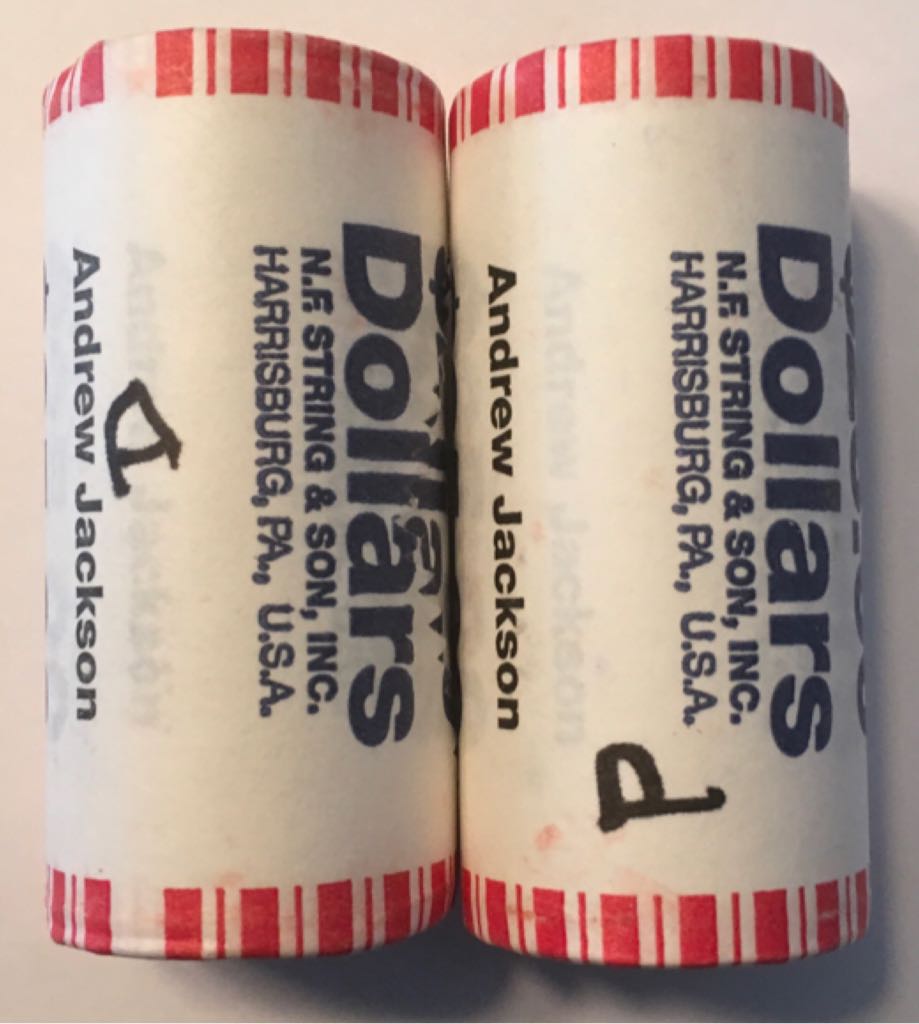 Dollars
N.F. STRING & SON, INC.
HARRISBURG, PA., U.S.A.
Andrew Jackson
Dollars
N.F. STRING & SON, INC.
HARRISBURG, PA., U.S.A.
d
Andrew Jackson